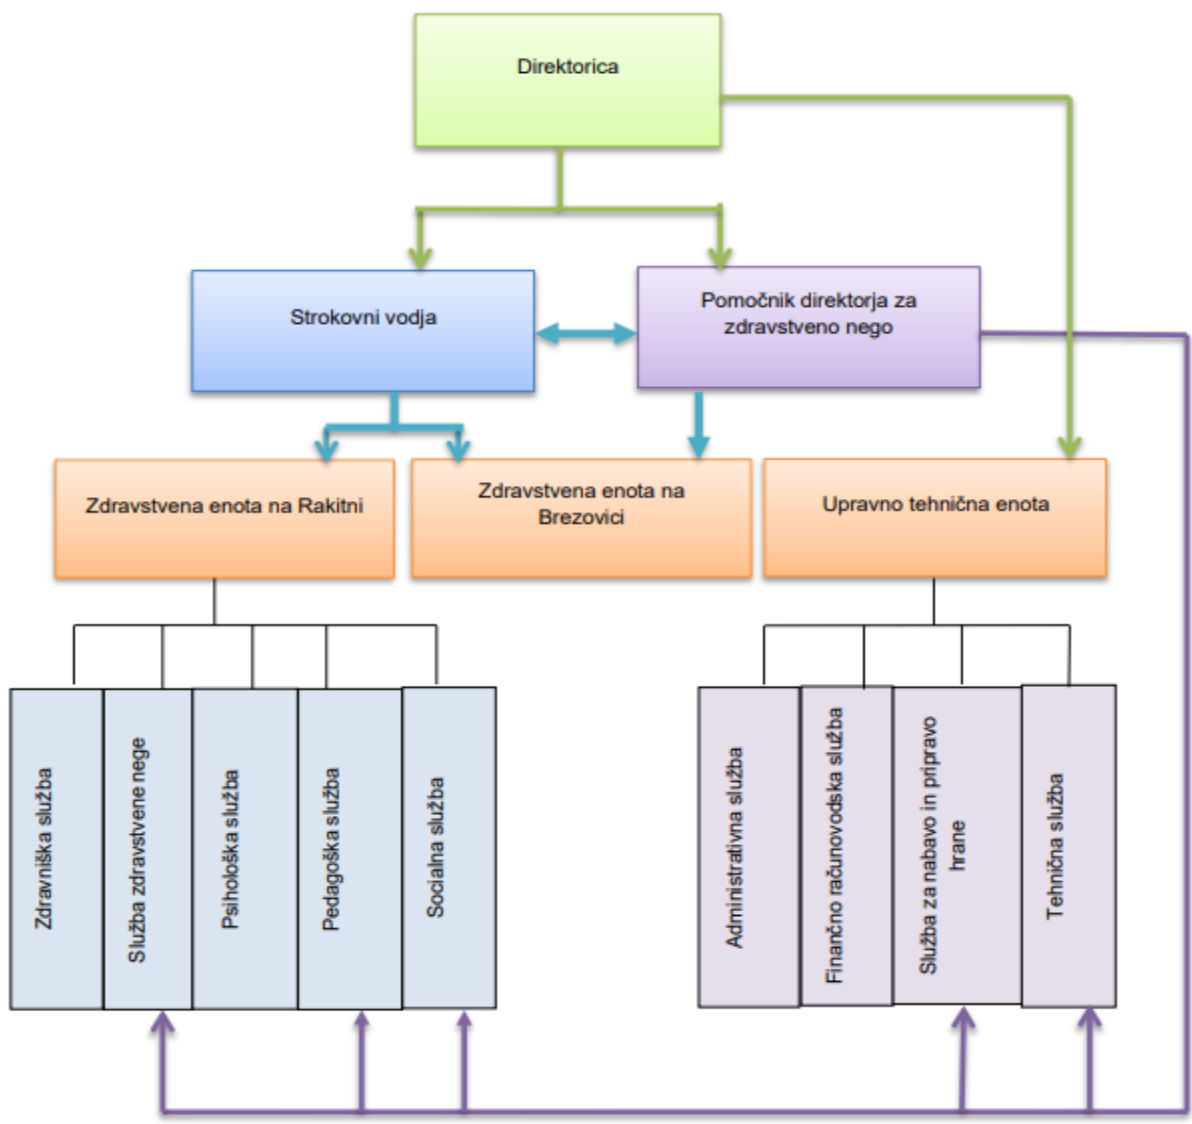 Direktorica
Strokovni vodja
Pomočnik direktorja za
zdravstveno nego
Zdravstvena enota na Rakitni
Zdravstvena enota na
Brezovici
Upravno tehnična enota
Zdravniška služba
Služba zdravstvene nege
Psihološka služba
Pedagoška služba
Socialna služba
Administrativna služba
Finančno računovodska služba
Služba za nabavo in pripravo
hrane
Tehnična služba